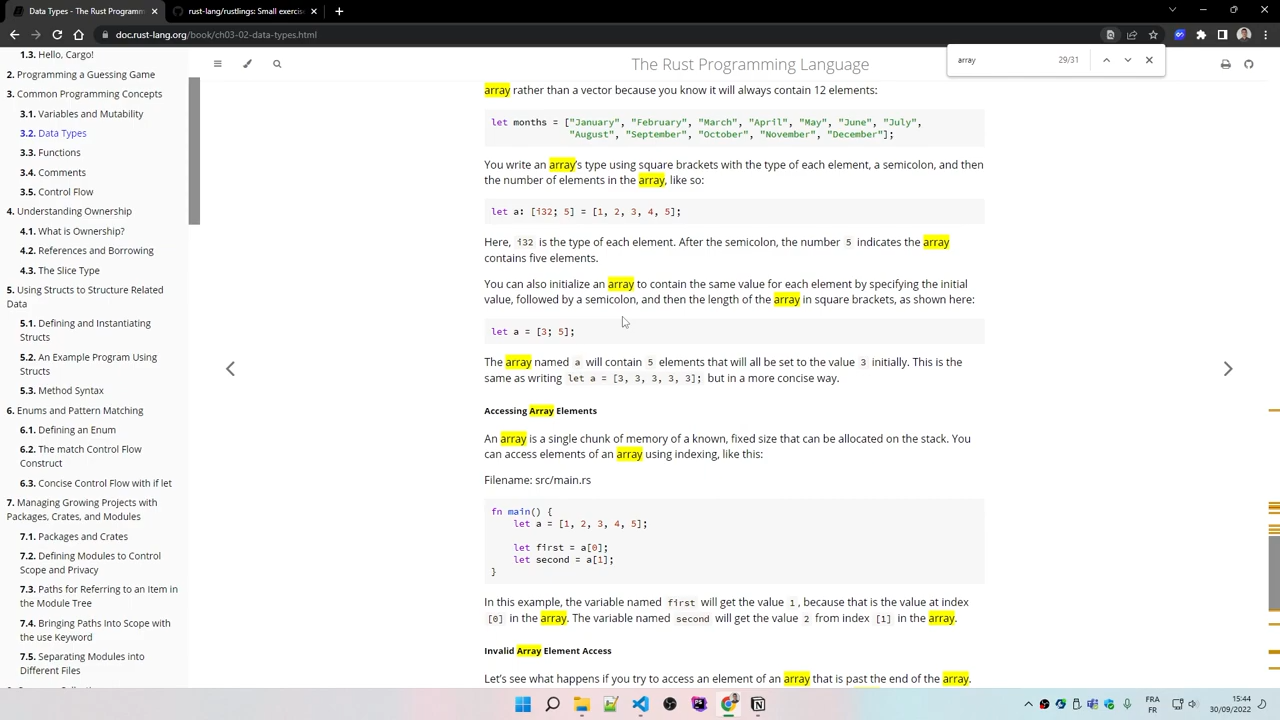 Data Types - The Rust Programm
rust-lang/rustlings: Small exercis
doc.rust-lang.org/book/ch03-02-data-types.html
array
29/31
1.3. Hello, Cargo!
2. Programming a Guessing Game
3. Common Programming Concepts
3.1. Variables and Mutability
3.2. Data Types
3.3. Functions
3.4. Comments
3.5. Control Flow
4. Understanding Ownership
4.1. What is Ownership?
4.2. References and Borrowing
4.3. The Slice Type
5. Using Structs to Structure Related
Data
5.1. Defining and Instantiating
Structs
5.2. An Example Program Using
Structs
5.3. Method Syntax
6. Enums and Pattern Matching
6.1. Defining an Enum
6.2. The match Control Flow
Construct
6.3. Concise Control Flow with if let
7. Managing Growing Projects with
Packages, Crates, and Modules
7.1. Packages and Crates
7.2. Defining Modules to Control
Scope and Privacy
7.3. Paths for Referring to an Item in
the Module Tree
7.4. Bringing Paths Into Scope with
the use Keyword
7.5. Separating Modules into
Different Files
The Rust Programming Language
array rather than a vector because you know it will always contain 12 elements:
let months = ["January", "February", "March", "April", "May", "June", "July",
"August", "September", "October", "November", "December"];
You write an array's type using square brackets with the type of each element, a semicolon, and then
the number of elements in the array, like so:
let a: [i32; 5] = [1, 2, 3, 4, 5];
Here, i32 is the type of each element. After the semicolon, the number 5 indicates the array
contains five elements.
You can also initialize an array to contain the same value for each element by specifying the initial
value, followed by a semicolon, and then the length of the array in square brackets, as shown here:
let a = [3; 5];
The array named a will contain 5 elements that will all be set to the value 3 initially. This is the
same as writing let a = [3, 3, 3, 3, 3]; but in a more concise way.
Accessing Array Elements
An array is a single chunk of memory of a known, fixed size that can be allocated on the stack. You
can access elements of an array using indexing, like this:
Filename: src/main.rs
fn main() {
let a = [1, 2, 3, 4, 5];
let first = a[0];
let second = a[1];
}
In this example, the variable named first will get the value 1, because that is the value at index
[0] in the array. The variable named second will get the value 2 from index [1] in the array.
Invalid Array Element Access
Let's see what happens if you try to access an element of an array that is past the end of the array.
FRA
FR
15:44
30/09/2022